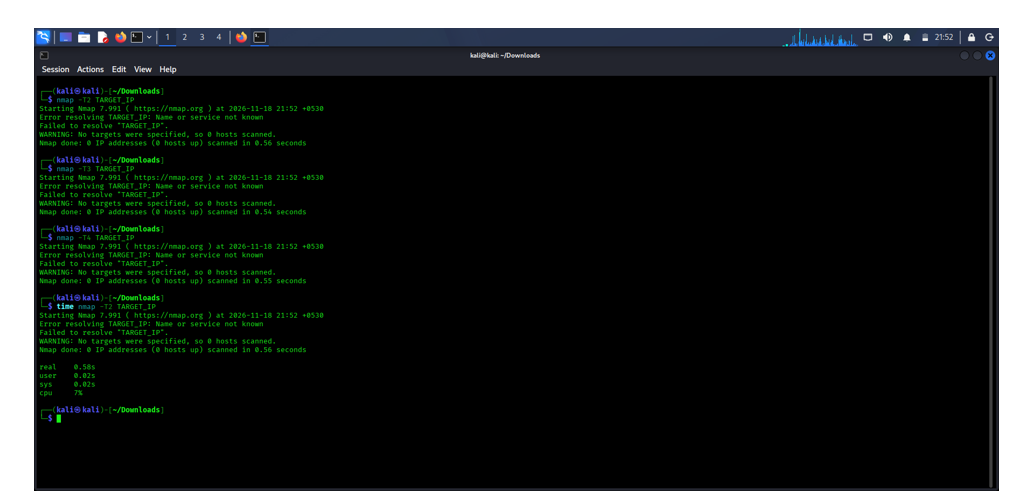 1 2 3 4
21:52
kali@kali: ~/Downloads
Session Actions Edit View Help
┌──(kali㉿kali)-[~/Downloads]
└─$ nmap -T2 TARGET_IP
Starting Nmap 7.991 ( https://nmap.org ) at 2026-11-18 21:52 +0530
Error resolving TARGET_IP: Name or service not known
Failed to resolve "TARGET_IP".
WARNING: No targets were specified, so 0 hosts scanned.
Nmap done: 0 IP addresses (0 hosts up) scanned in 0.56 seconds
┌──(kali㉿kali)-[~/Downloads]
└─$ nmap -T3 TARGET_IP
Starting Nmap 7.991 ( https://nmap.org ) at 2026-11-18 21:52 +0530
Error resolving TARGET_IP: Name or service not known
Failed to resolve "TARGET_IP".
WARNING: No targets were specified, so 0 hosts scanned.
Nmap done: 0 IP addresses (0 hosts up) scanned in 0.54 seconds
┌──(kali㉿kali)-[~/Downloads]
└─$ nmap -T4 TARGET_IP
Starting Nmap 7.991 ( https://nmap.org ) at 2026-11-18 21:52 +0530
Error resolving TARGET_IP: Name or service not known
Failed to resolve "TARGET_IP".
WARNING: No targets were specified, so 0 hosts scanned.
Nmap done: 0 IP addresses (0 hosts up) scanned in 0.55 seconds
┌──(kali㉿kali)-[~/Downloads]
└─$ time nmap -T2 TARGET_IP
Starting Nmap 7.991 ( https://nmap.org ) at 2026-11-18 21:52 +0530
Error resolving TARGET_IP: Name or service not known
Failed to resolve "TARGET_IP".
WARNING: No targets were specified, so 0 hosts scanned.
Nmap done: 0 IP addresses (0 hosts up) scanned in 0.56 seconds
real 0.58s
user 0.02s
sys 0.02s
cpu 7%
┌──(kali㉿kali)-[~/Downloads]
└─$